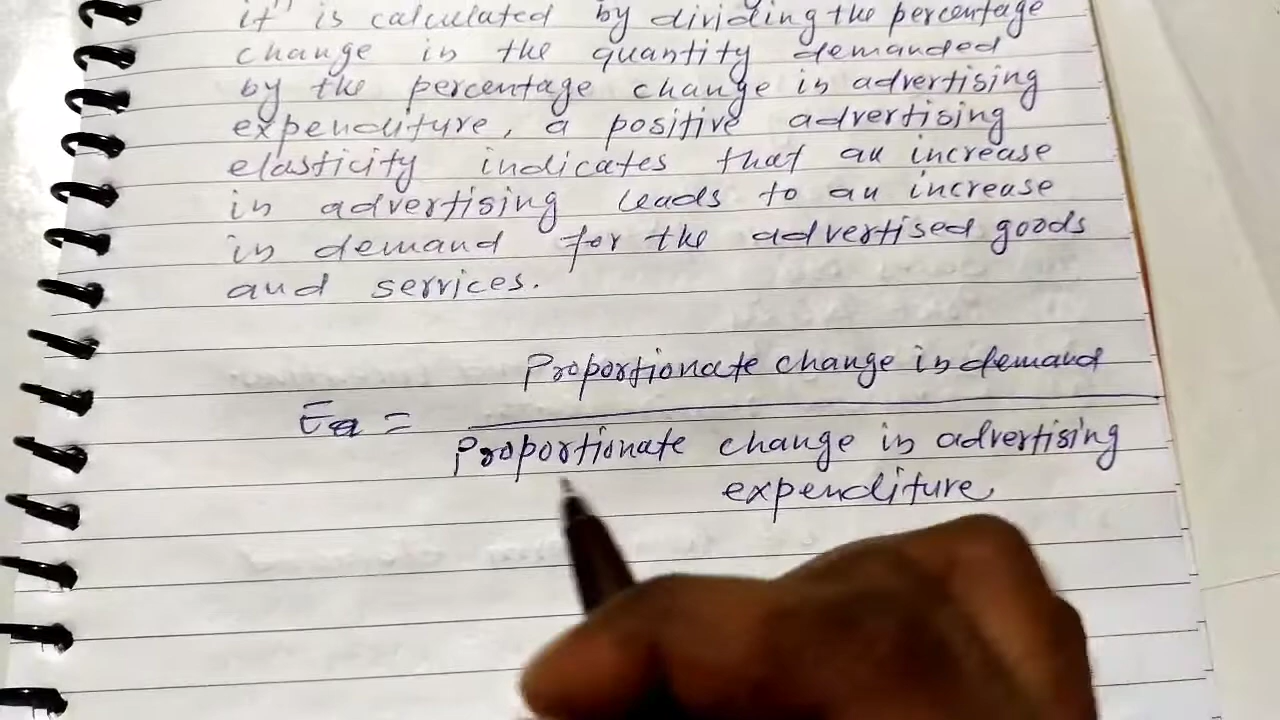 it is calculated by dividing the percentage
change in the quantity demanded
by the percentage change in advertising
expenditure, a positive advertising
elasticity indicates that an increase
in advertising leads to an increase
in demand for the advertised goods
and services.
Ea = Proportionate change in demand
Proportionate change in advertising
expenditure